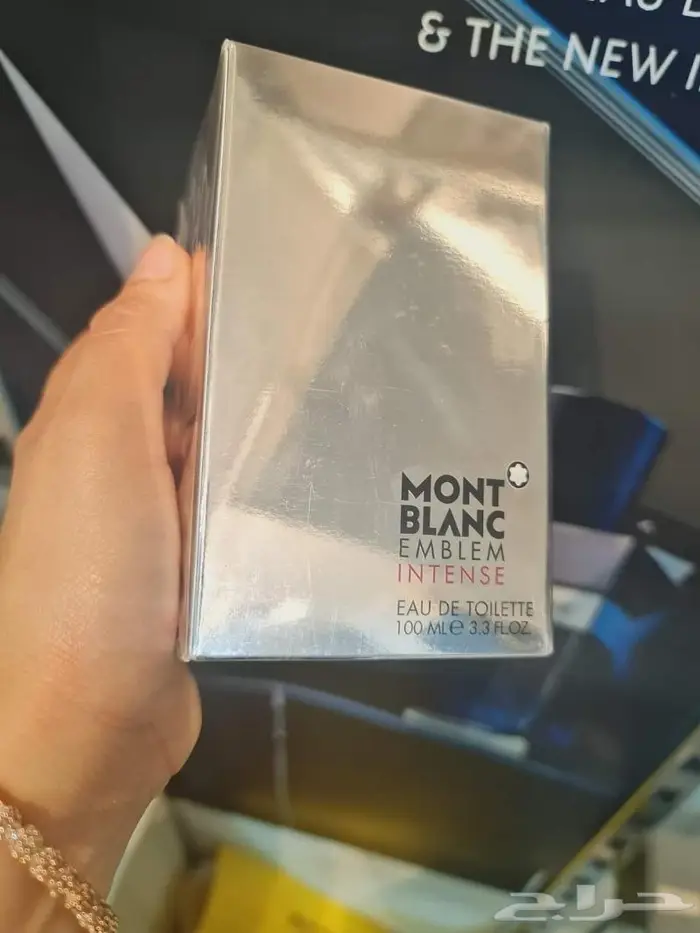 & THE NEW
MONT
BLANC
EMBLEM
INTENSE
EAU DE TOILETTE
100 ML ℮ 3.3 FL.OZ.
حراج